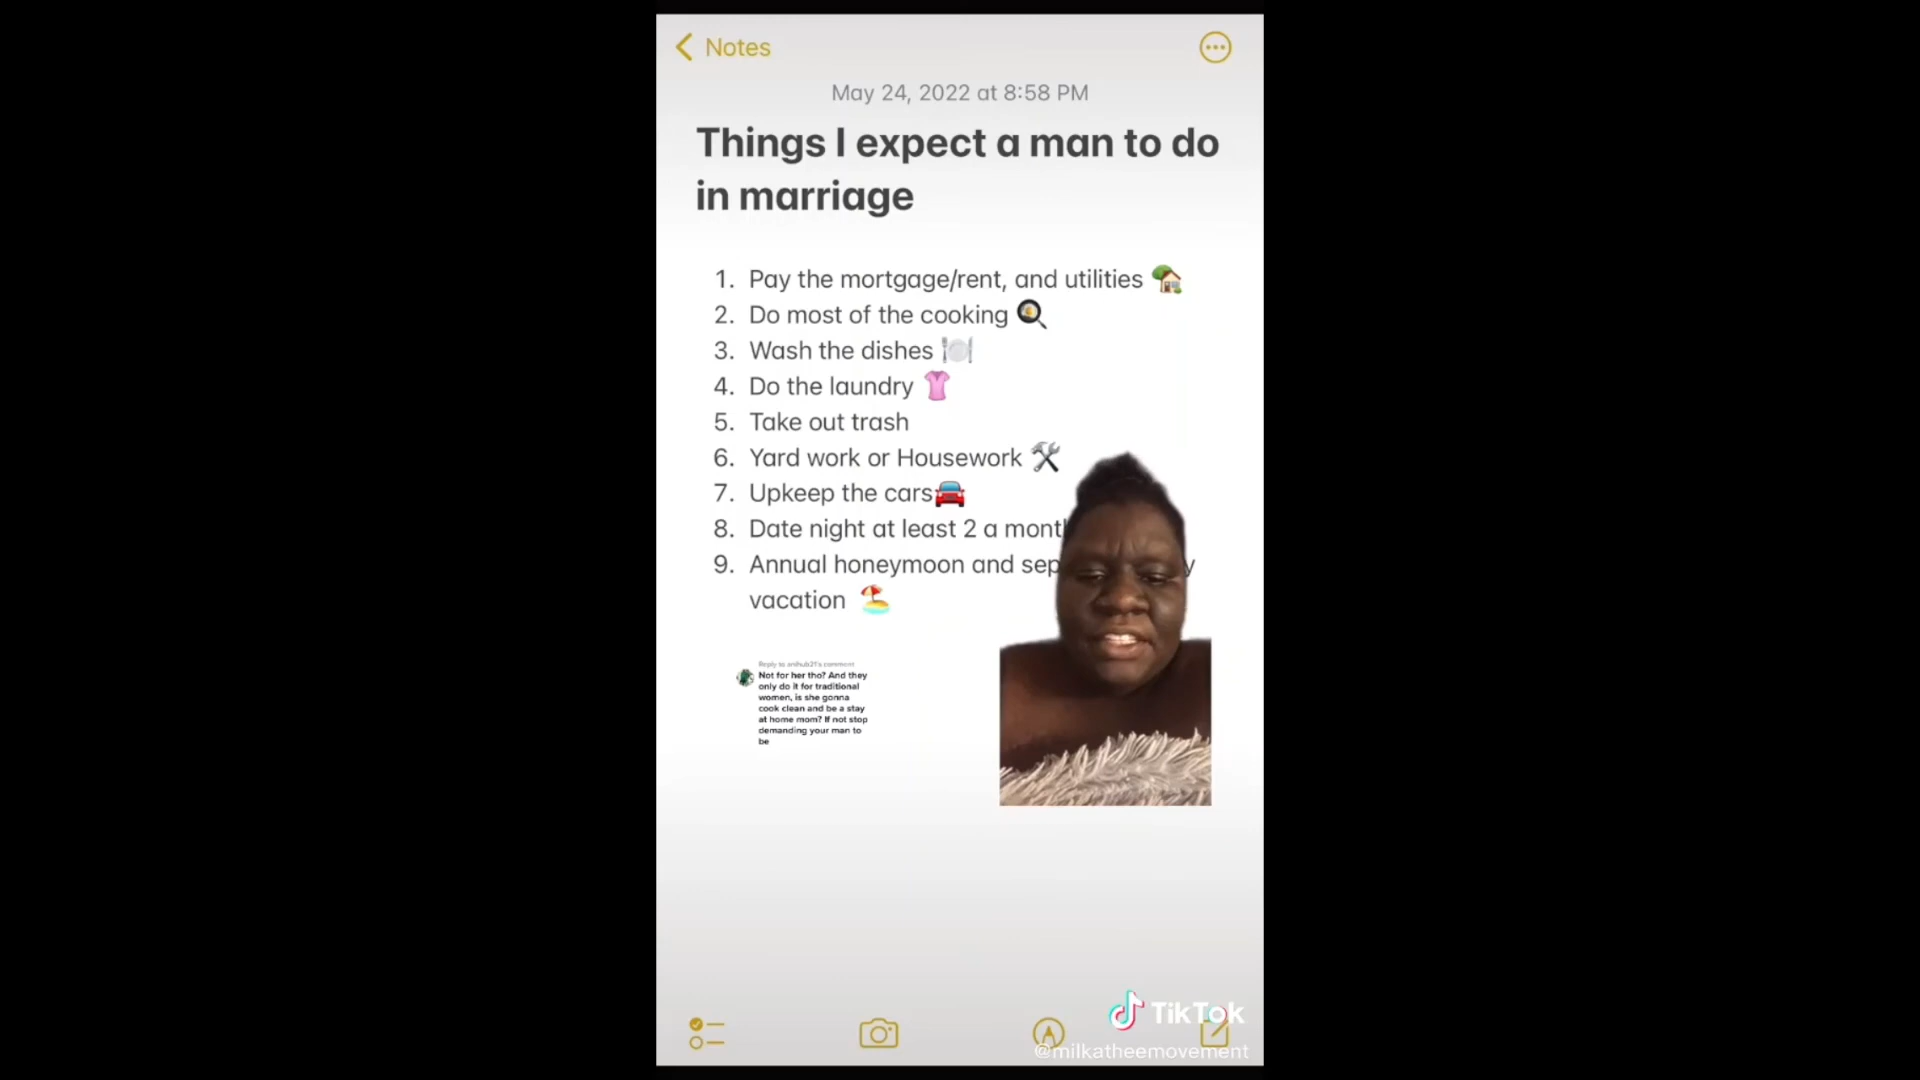 Notes
May 24, 2022 at 8:58 PM
Things I expect a man to do
in marriage
1. Pay the mortgage/rent, and utilities
2. Do most of the cooking
3. Wash the dishes
4. Do the laundry
5. Take out trash
6. Yard work or Housework
7. Upkeep the cars
8. Date night at least 2 a mont
9. Annual honeymoon and sep y
vacation
Reply to anihub21's comment
Not for her tho? And they
only do it for traditional
women, is she gonna
cook clean and be a stay
at home mom? If not stop
demanding your man to
be
TikTok
@milkatheemovement